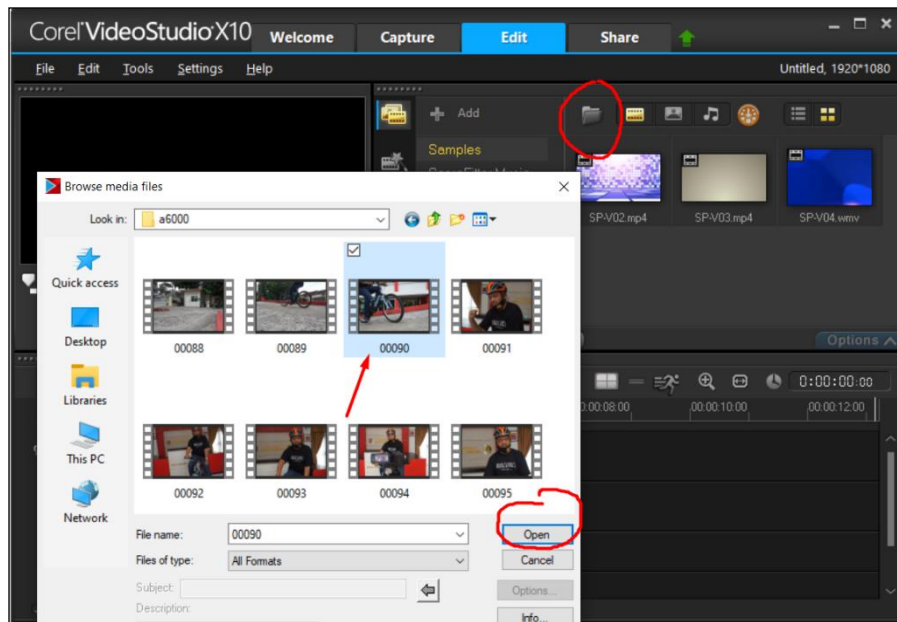 Corel VideoStudio X10
Welcome Capture Edit Share
File Edit Tools Settings Help
Untitled, 1920*1080
Add
Samples
SP-V02.mp4 SP-V03.mp4 SP-V04.wmv
Options
0:00:00:00
0:00:08:00 00:00:10:00 00:00:12:00
Browse media files
Look in: a6000
Quick access
Desktop
Libraries
This PC
Network
00088 00089 00090 00091
00092 00093 00094 00095
File name: 00090 Open
Files of type: All Formats Cancel
Subject: Options...
Description: Info...